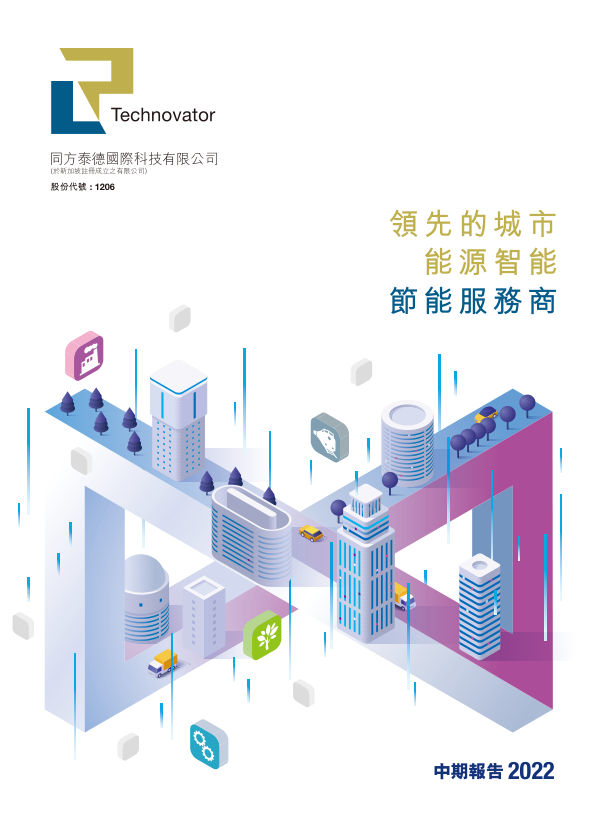 Technovator
同方泰德國際科技有限公司
(於新加坡註冊成立之有限公司)
股份代號：1206
領先的城市
能源智能
節能服務商
中期報告 2022